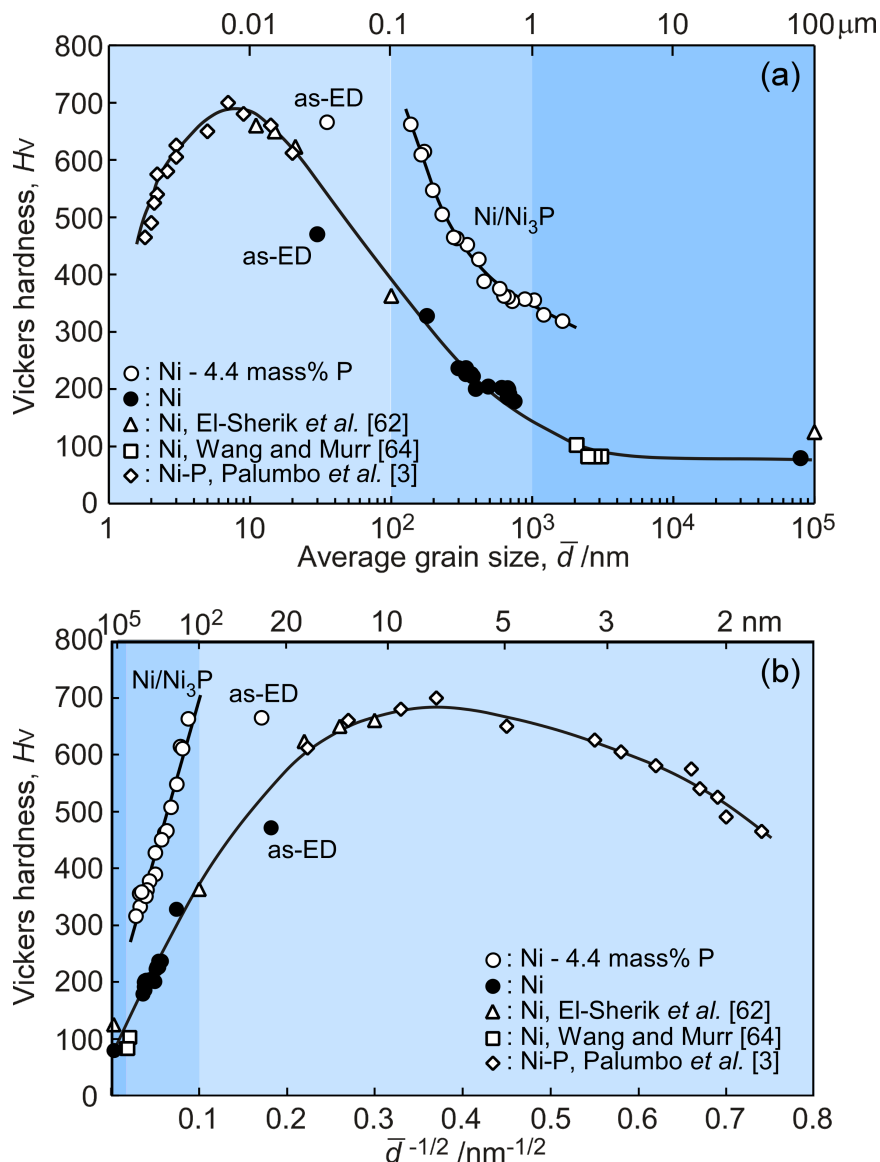 0.01 0.1 1 10 100 μm
800 (a)
700 as-ED
600
500 Ni/Ni₃P
as-ED
400
300
200
100
0
Vickers hardness, Hv
○ : Ni - 4.4 mass% P
● : Ni
△ : Ni, El-Sherik et al. [62]
□ : Ni, Wang and Murr [64]
◇ : Ni-P, Palumbo et al. [3]
1 10 10² 10³ 10⁴ 10⁵
Average grain size, d̅ /nm
10⁵ 10² 20 10 5 3 2 nm
800 (b)
Ni/Ni₃P
700 as-ED
600
500
as-ED
400
300
200
100
0
Vickers hardness, Hv
○ : Ni - 4.4 mass% P
● : Ni
△ : Ni, El-Sherik et al. [62]
□ : Ni, Wang and Murr [64]
◇ : Ni-P, Palumbo et al. [3]
0.1 0.2 0.3 0.4 0.5 0.6 0.7 0.8
d̅ ⁻¹/² /nm⁻¹/²